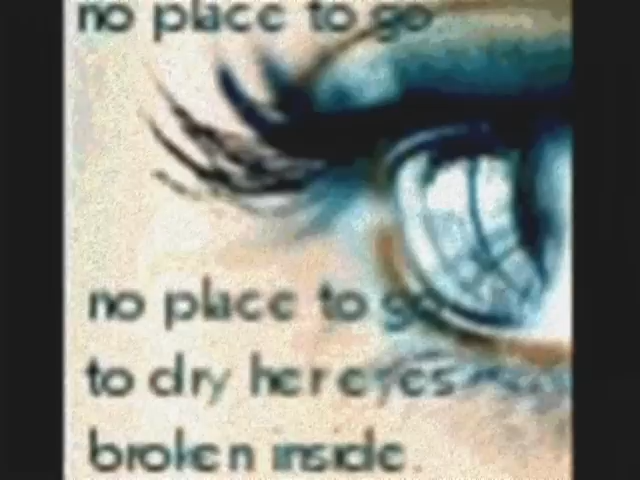 no place to go
no place to go
to dry her eyes
broken inside.